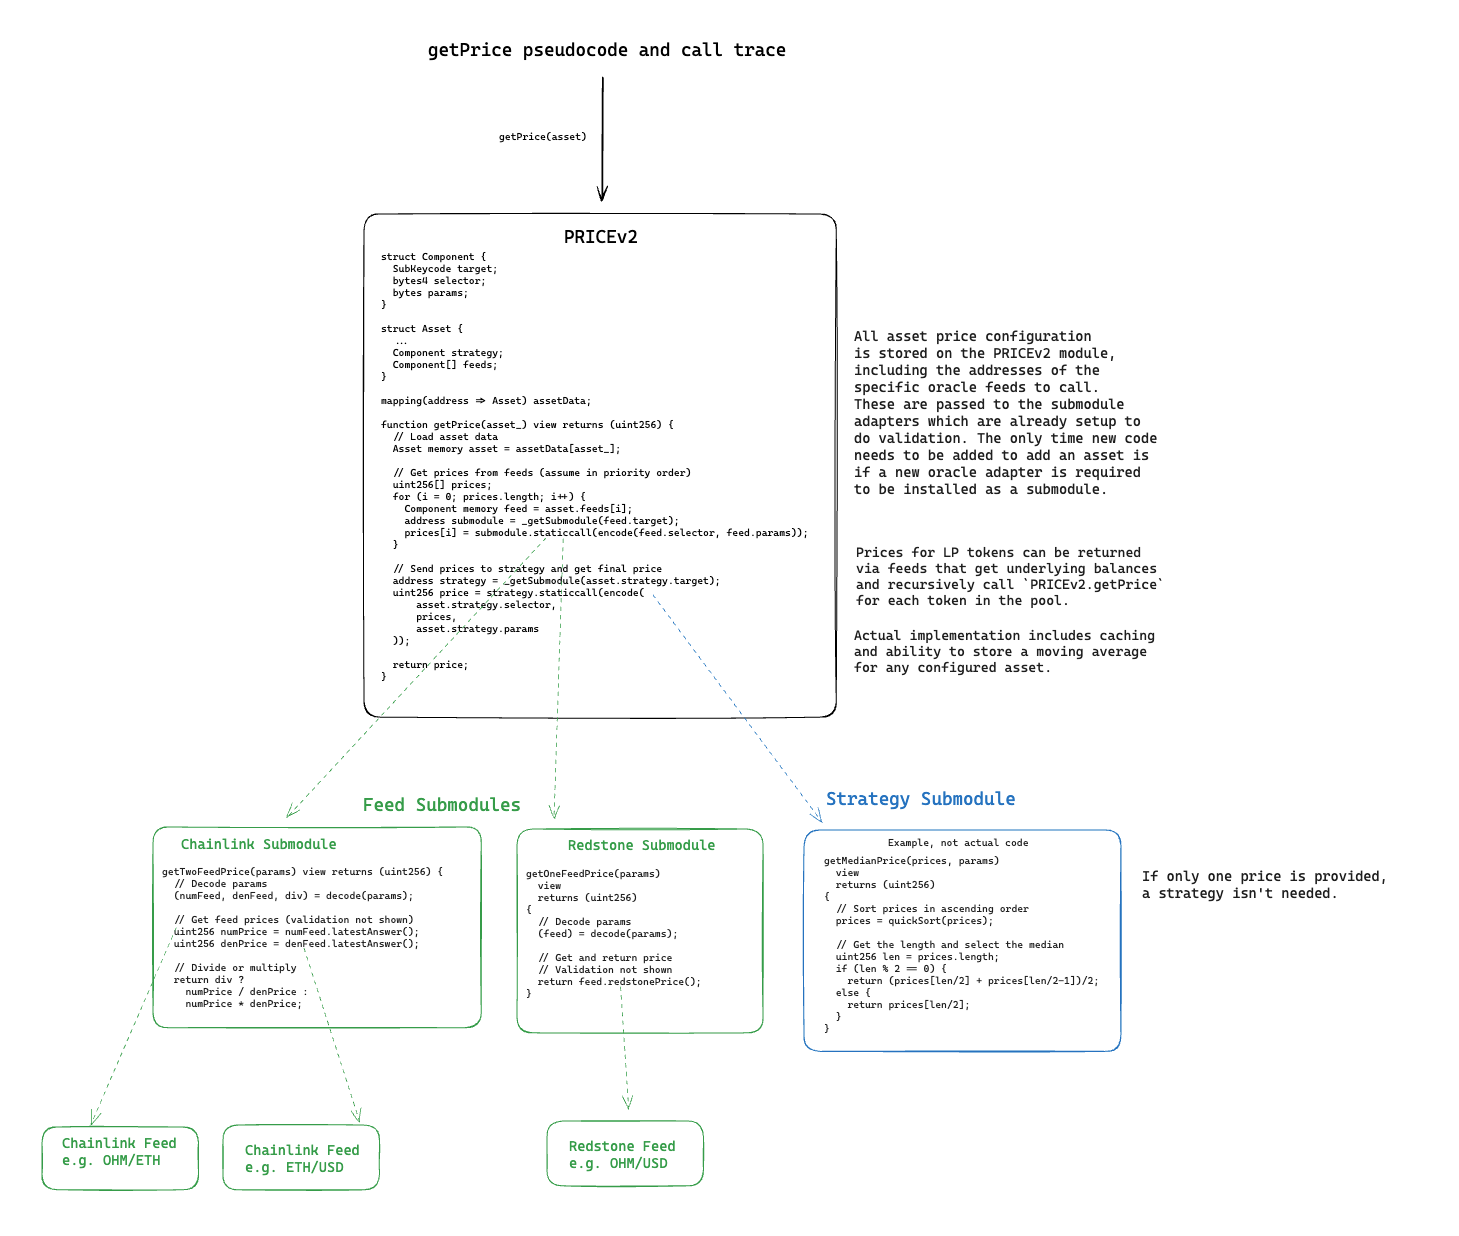 getPrice pseudocode and call trace
getPrice(asset)
PRICEv2
struct Component {
  SubKeycode target;
  bytes4 selector;
  bytes params;
}
struct Asset {
  ...
  Component strategy;
  Component[] feeds;
}
mapping(address => Asset) assetData;
function getPrice(asset_) view returns (uint256) {
  // Load asset data
  Asset memory asset = assetData[asset_];
  // Get prices from feeds (assume in priority order)
  uint256[] prices;
  for (i = 0; prices.length; i++) {
    Component memory feed = asset.feeds[i];
    address submodule = _getSubmodule(feed.target);
    prices[i] = submodule.staticcall(encode(feed.selector, feed.params));
  }
  // Send prices to strategy and get final price
  address strategy = _getSubmodule(asset.strategy.target);
  uint256 price = strategy.staticcall(encode(
      asset.strategy.selector,
      prices,
      asset.strategy.params
  ));
  return price;
}
All asset price configuration
is stored on the PRICEv2 module,
including the addresses of the
specific oracle feeds to call.
These are passed to the submodule
adapters which are already setup to
do validation. The only time new code
needs to be added to add an asset is
if a new oracle adapter is required
to be installed as a submodule.
Prices for LP tokens can be returned
via feeds that get underlying balances
and recursively call `PRICEv2.getPrice`
for each token in the pool.
Actual implementation includes caching
and ability to store a moving average
for any configured asset.
Feed Submodules
Strategy Submodule
Chainlink Submodule
getTwoFeedPrice(params) view returns (uint256) {
  // Decode params
  (numFeed, denFeed, div) = decode(params);
  // Get feed prices (validation not shown)
  uint256 numPrice = numFeed.latestAnswer();
  uint256 denPrice = denFeed.latestAnswer();
  // Divide or multiply
  return div ?
    numPrice / denPrice :
    numPrice * denPrice;
Redstone Submodule
getOneFeedPrice(params)
  view
  returns (uint256)
{
  // Decode params
  (feed) = decode(params);
  // Get and return price
  // Validation not shown
  return feed.redstonePrice();
}
Example, not actual code
getMedianPrice(prices, params)
  view
  returns (uint256)
{
  // Sort prices in ascending order
  prices = quickSort(prices);
  // Get the length and select the median
  uint256 len = prices.length;
  if (len % 2 == 0) {
    return (prices[len/2] + prices[len/2-1])/2;
  else {
    return prices[len/2];
  }
}
If only one price is provided,
a strategy isn't needed.
Chainlink Feed
e.g. OHM/ETH
Chainlink Feed
e.g. ETH/USD
Redstone Feed
e.g. OHM/USD